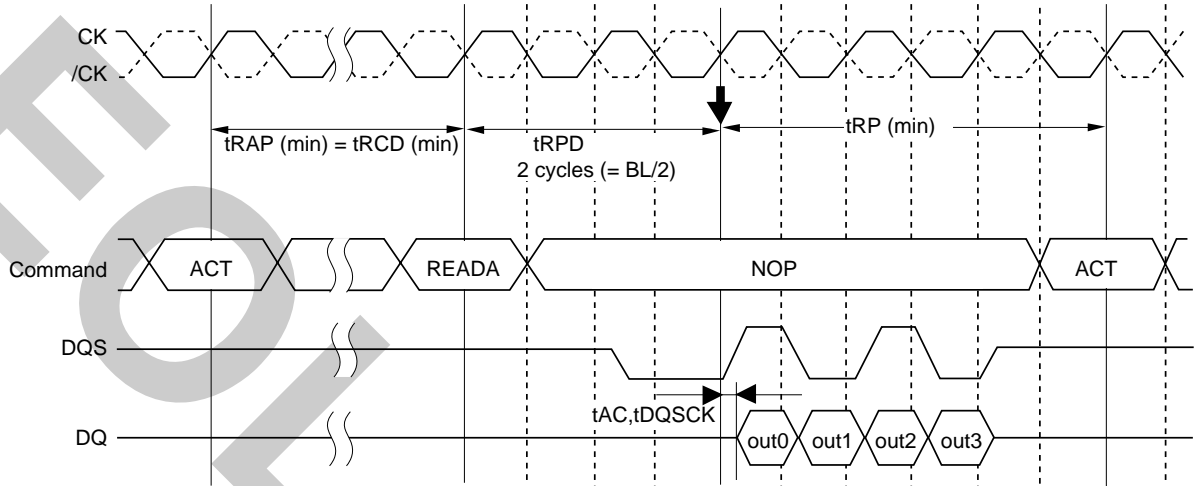 CK
/CK
tRAP (min) = tRCD (min)
tRPD
2 cycles (= BL/2)
tRP (min)
Command
ACT
READA
NOP
ACT
DQS
tAC,tDQSCK
DQ
out0
out1
out2
out3